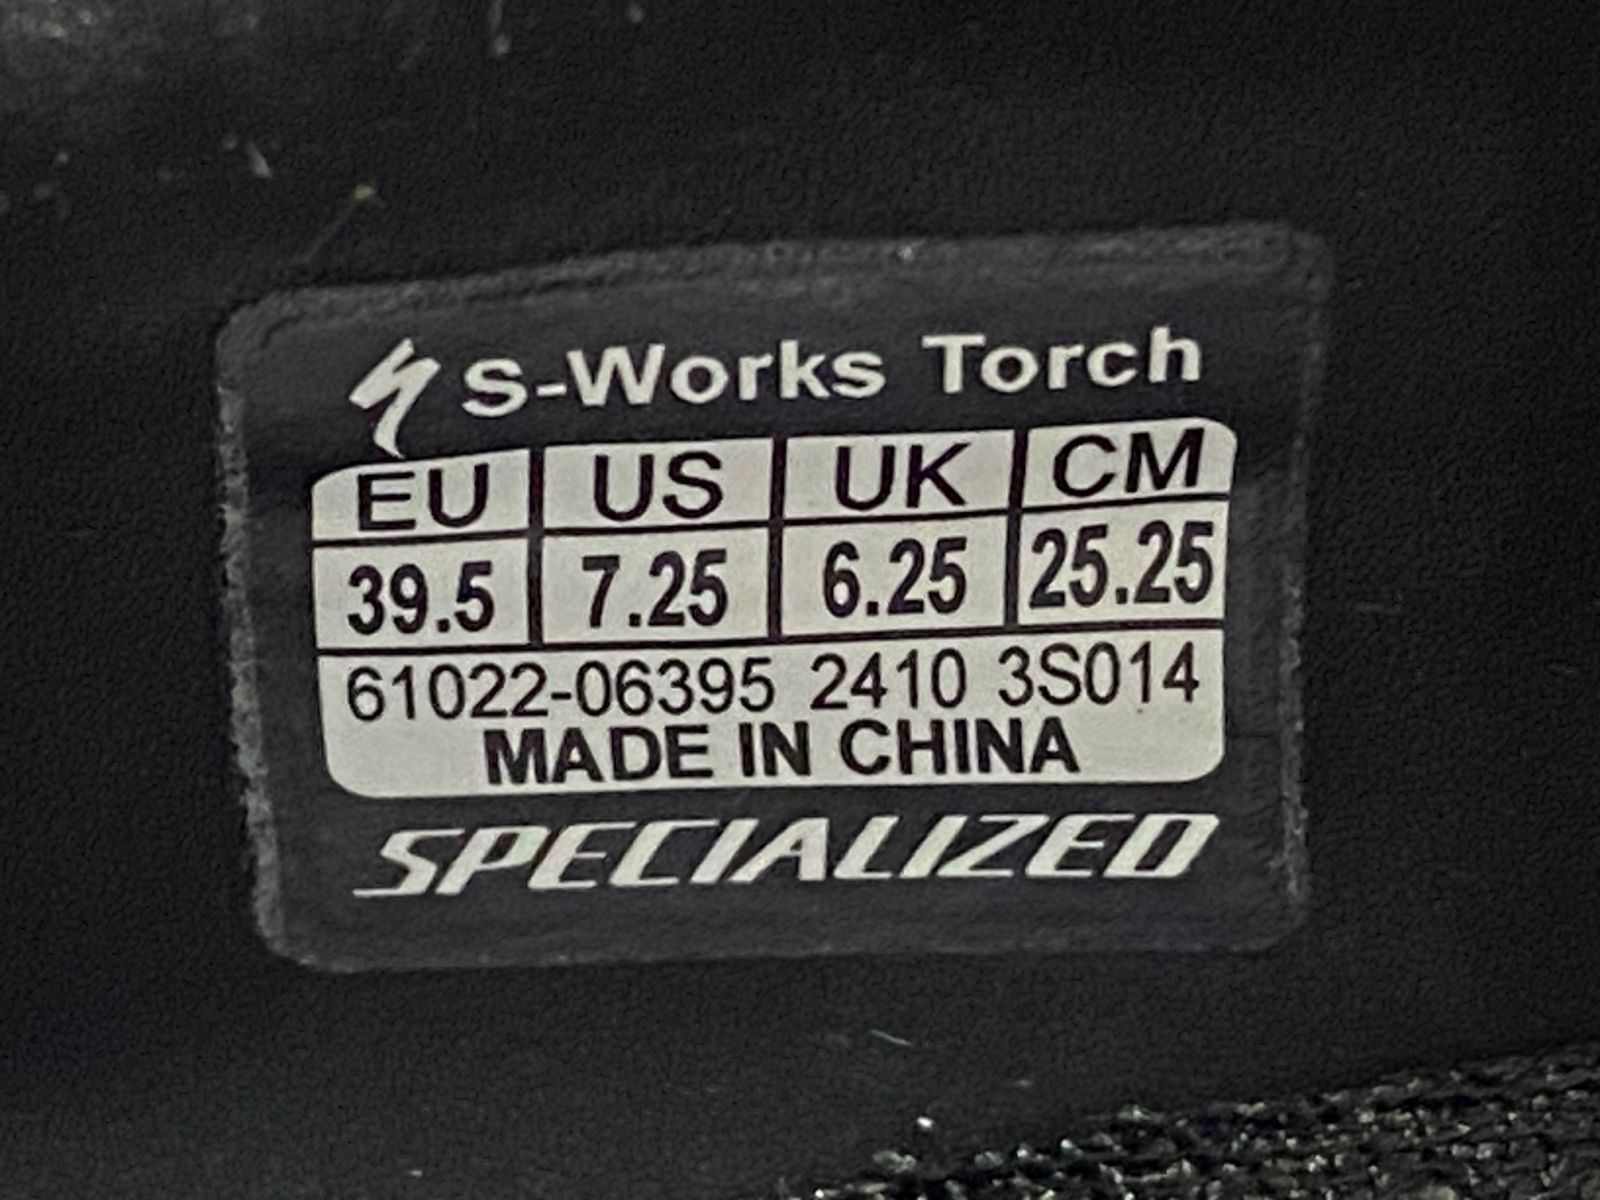 S-Works Torch
EU US UK CM
39.5 7.25 6.25 25.25
61022-06395 2410 3S014
MADE IN CHINA
SPECIALIZED